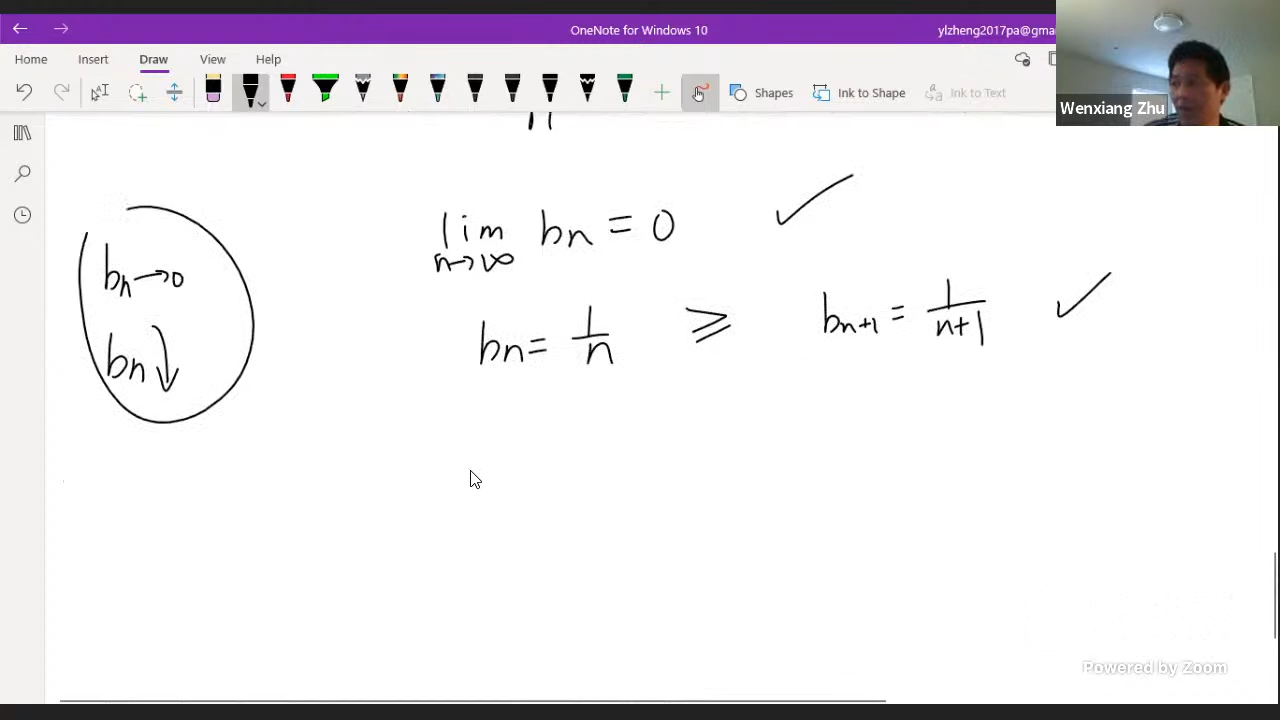 OneNote for Windows 10
ylzheng2017pa@gma
Home Insert Draw View Help
Shapes Ink to Shape Ink to Text
Wenxiang Zhu
n
lim n→∞ bn = 0 ✓
bn→0
bn = 1/n ≥ bn+1 = 1/(n+1) ✓
bn↓
Powered by Zoom